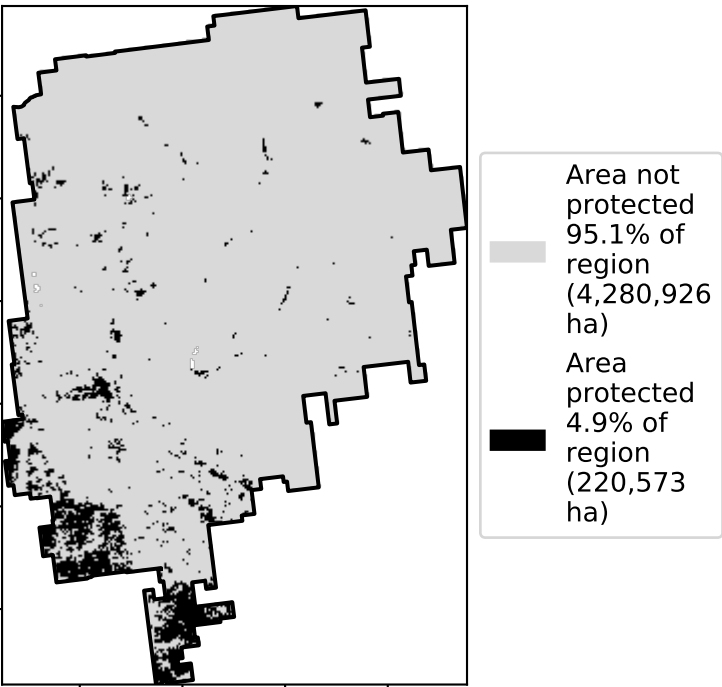 Area not
protected
95.1% of
region
(4,280,926
ha)
Area
protected
4.9% of
region
(220,573
ha)